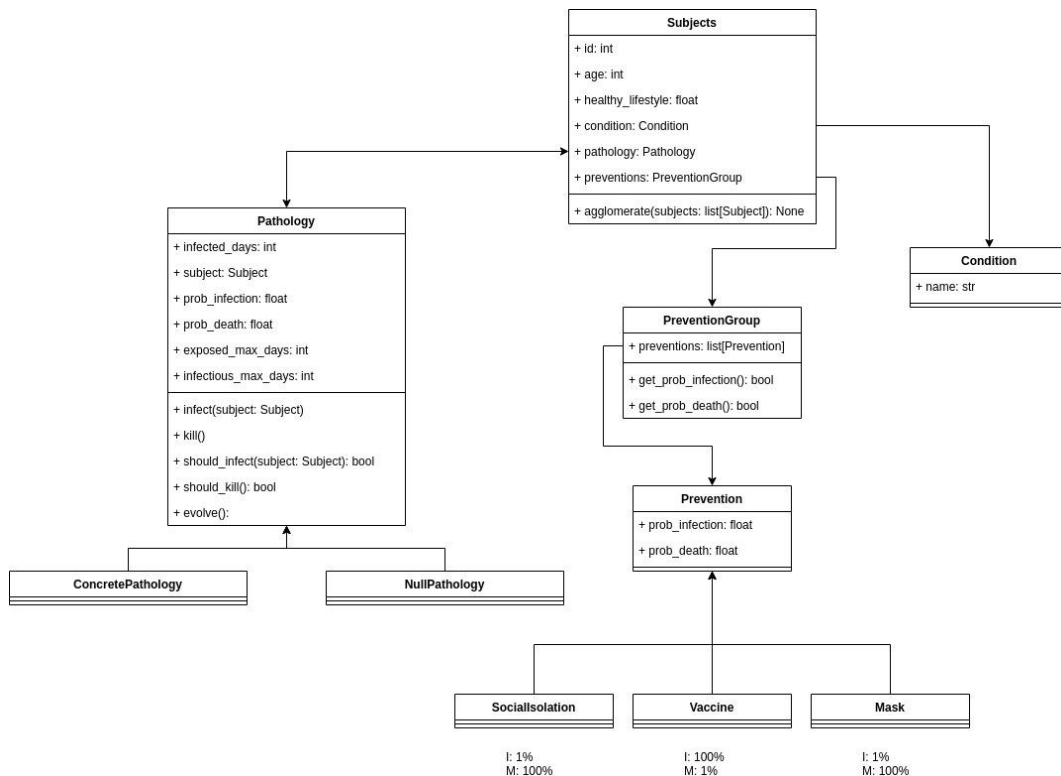 Subjects
+ id: int
+ age: int
+ healthy_lifestyle: float
+ condition: Condition
+ pathology: Pathology
+ preventions: PreventionGroup
+ agglomerate(subjects: list[Subject]): None
Pathology
+ infected_days: int
+ subject: Subject
+ prob_infection: float
+ prob_death: float
+ exposed_max_days: int
+ infectious_max_days: int
+ infect(subject: Subject)
+ kill()
+ should_infect(subject: Subject): bool
+ should_kill(): bool
+ evolve():
Condition
+ name: str
PreventionGroup
+ preventions: list[Prevention]
+ get_prob_infection(): bool
+ get_prob_death(): bool
Prevention
+ prob_infection: float
+ prob_death: float
ConcretePathology
NullPathology
SocialIsolation
Vaccine
Mask
I: 1%
M: 100%
I: 100%
M: 1%
I: 1%
M: 100%